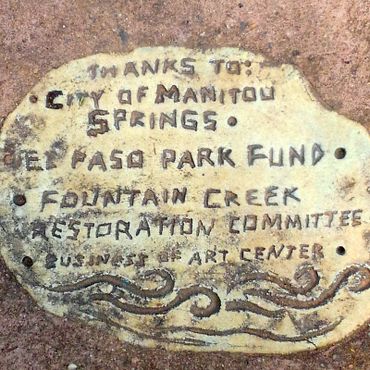 THANKS TO:
· CITY OF MANITOU
SPRINGS ·
EL PASO PARK FUND ·
· FOUNTAIN CREEK
RESTORATION COMMITTEE
· BUSINESS OF ART CENTER ·